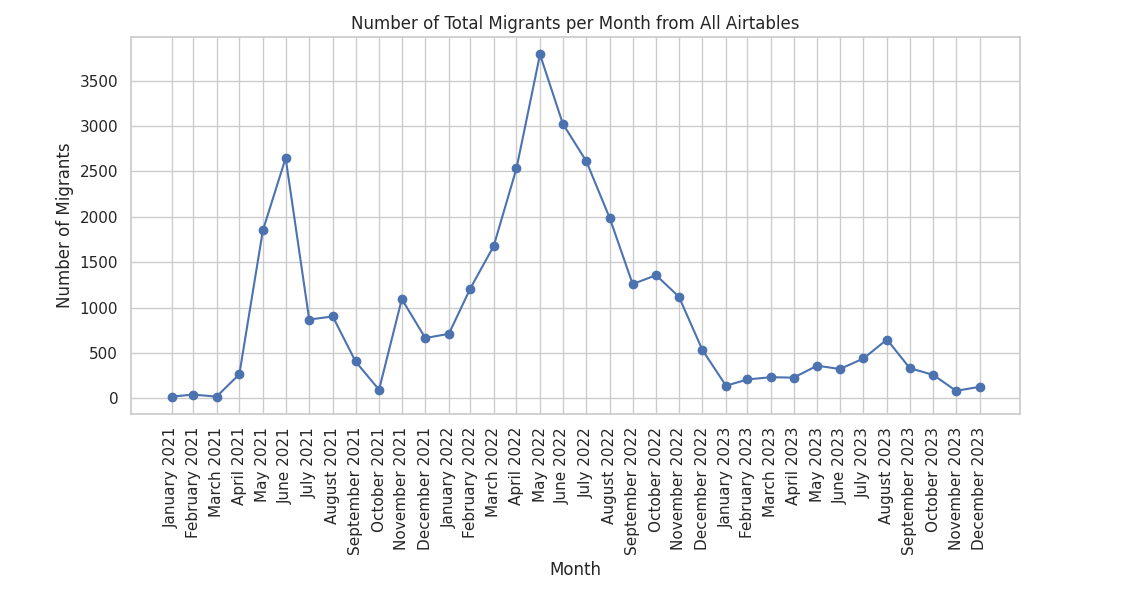 Number of Total Migrants per Month from All Airtables
Number of Migrants
3500
3000
2500
2000
1500
1000
500
0
January 2021
February 2021
March 2021
April 2021
May 2021
June 2021
July 2021
August 2021
September 2021
October 2021
November 2021
December 2021
January 2022
February 2022
March 2022
April 2022
May 2022
June 2022
July 2022
August 2022
September 2022
October 2022
November 2022
December 2022
January 2023
February 2023
March 2023
April 2023
May 2023
June 2023
July 2023
August 2023
September 2023
October 2023
November 2023
December 2023
Month